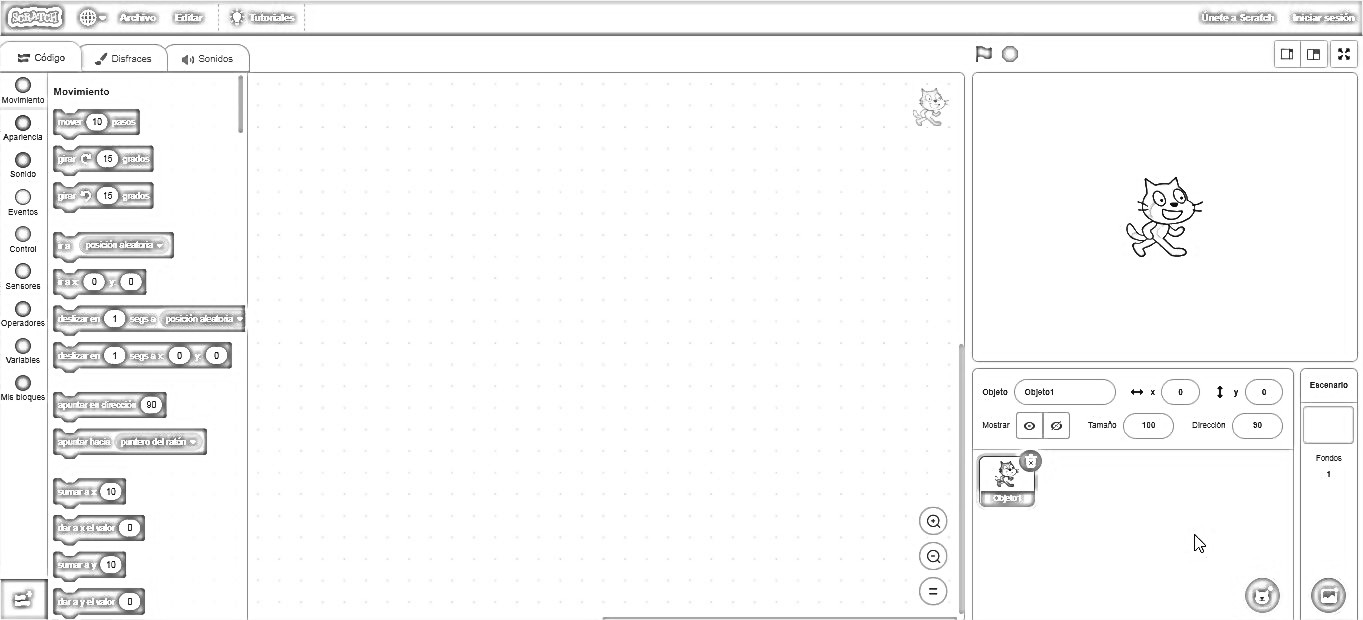 SCRATCH Archivo Editar Tutoriales Únete a Scratch Iniciar sesión
Código Disfraces Sonidos
Movimiento
Apariencia
Sonido
Eventos
Control
Sensores
Operadores
Variables
Mis bloques
Movimiento
mover 10 pasos
girar 15 grados
girar 15 grados
ir a posición aleatoria
ir a x: 0 y: 0
deslizar en 1 segs a posición aleatoria
deslizar en 1 segs a x: 0 y: 0
apuntar en dirección 90
apuntar hacia puntero del ratón
sumar a x 10
dar a x el valor 0
sumar a y 10
dar a y el valor 0
Objeto Objeto1 x 0 y 0
Mostrar Tamaño 100 Dirección 90
Objeto1
Escenario
Fondos
1